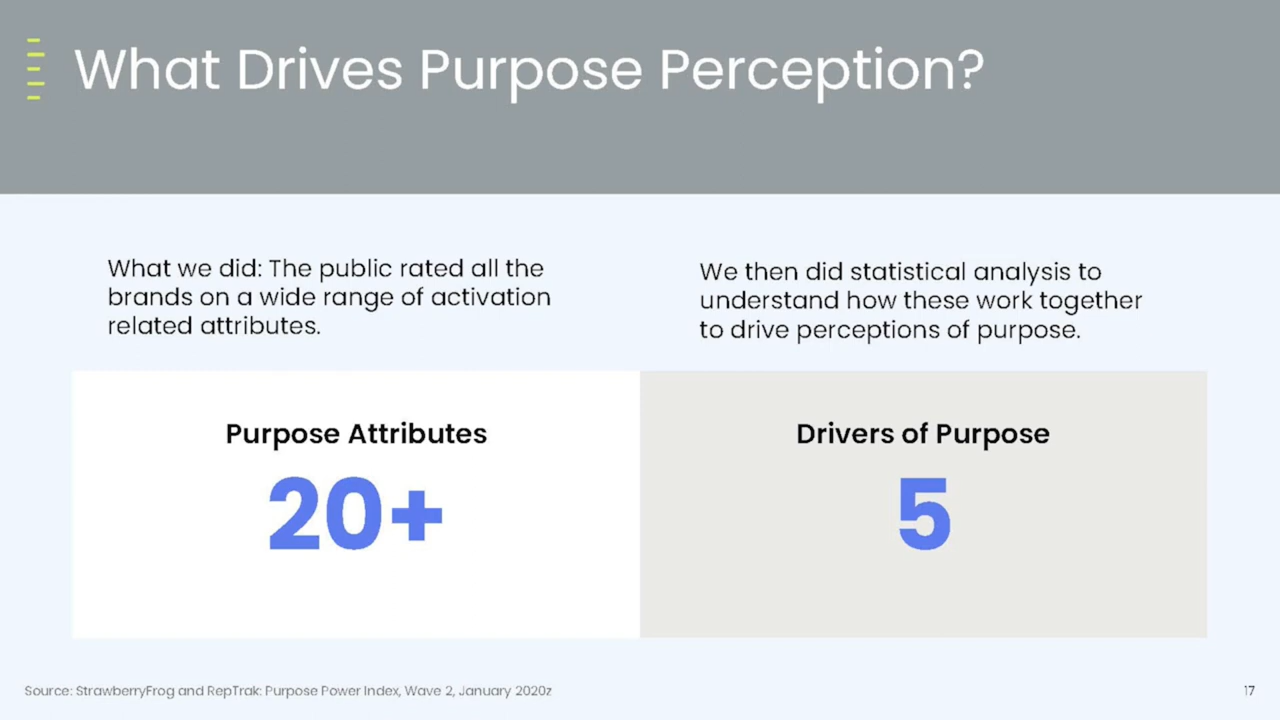 What Drives Purpose Perception?
What we did: The public rated all the
brands on a wide range of activation
related attributes.
We then did statistical analysis to
understand how these work together
to drive perceptions of purpose.
Purpose Attributes
20+
Drivers of Purpose
5
Source: StrawberryFrog and RepTrak: Purpose Power Index, Wave 2, January 2020z
17